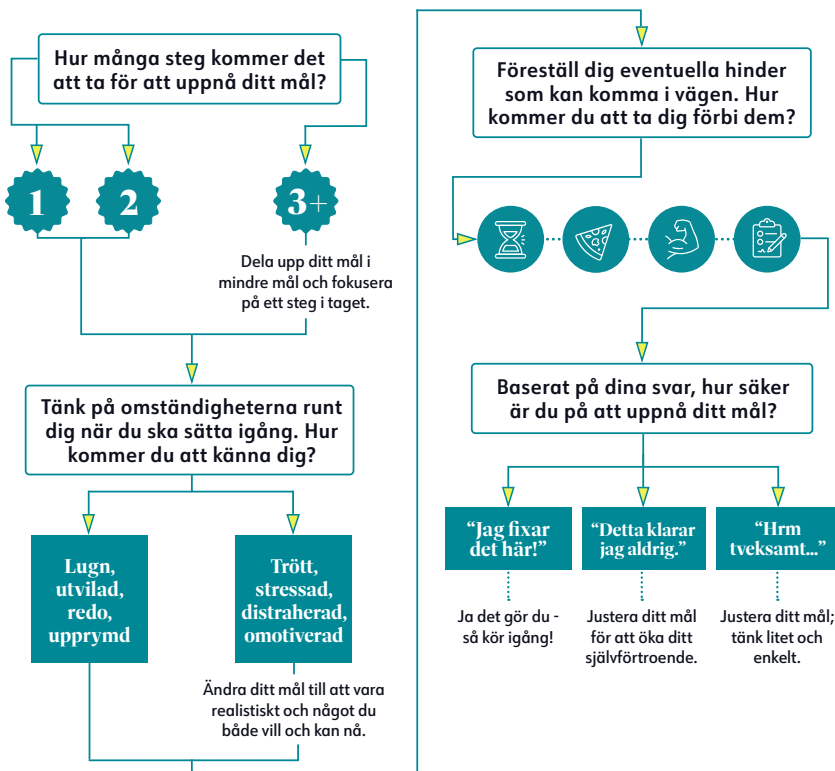 Hur många steg kommer det
att ta för att uppnå ditt mål?
1
2
3+
Dela upp ditt mål i
mindre mål och fokusera
på ett steg i taget.
Tänk på omständigheterna runt
dig när du ska sätta igång. Hur
kommer du att känna dig?
Lugn,
utvilad,
redo,
upprymd
Trött,
stressad,
distraherad,
omotiverad
Ändra ditt mål till att vara
realistiskt och något du
både vill och kan nå.
Föreställ dig eventuella hinder
som kan komma i vägen. Hur
kommer du att ta dig förbi dem?
Baserat på dina svar, hur säker
är du på att uppnå ditt mål?
“Jag fixar
det här!”
Ja det gör du -
så kör igång!
“Detta klarar
jag aldrig.”
Justera ditt mål
för att öka ditt
självförtroende.
“Hrm
tveksamt...”
Justera ditt mål;
tänk litet och
enkelt.